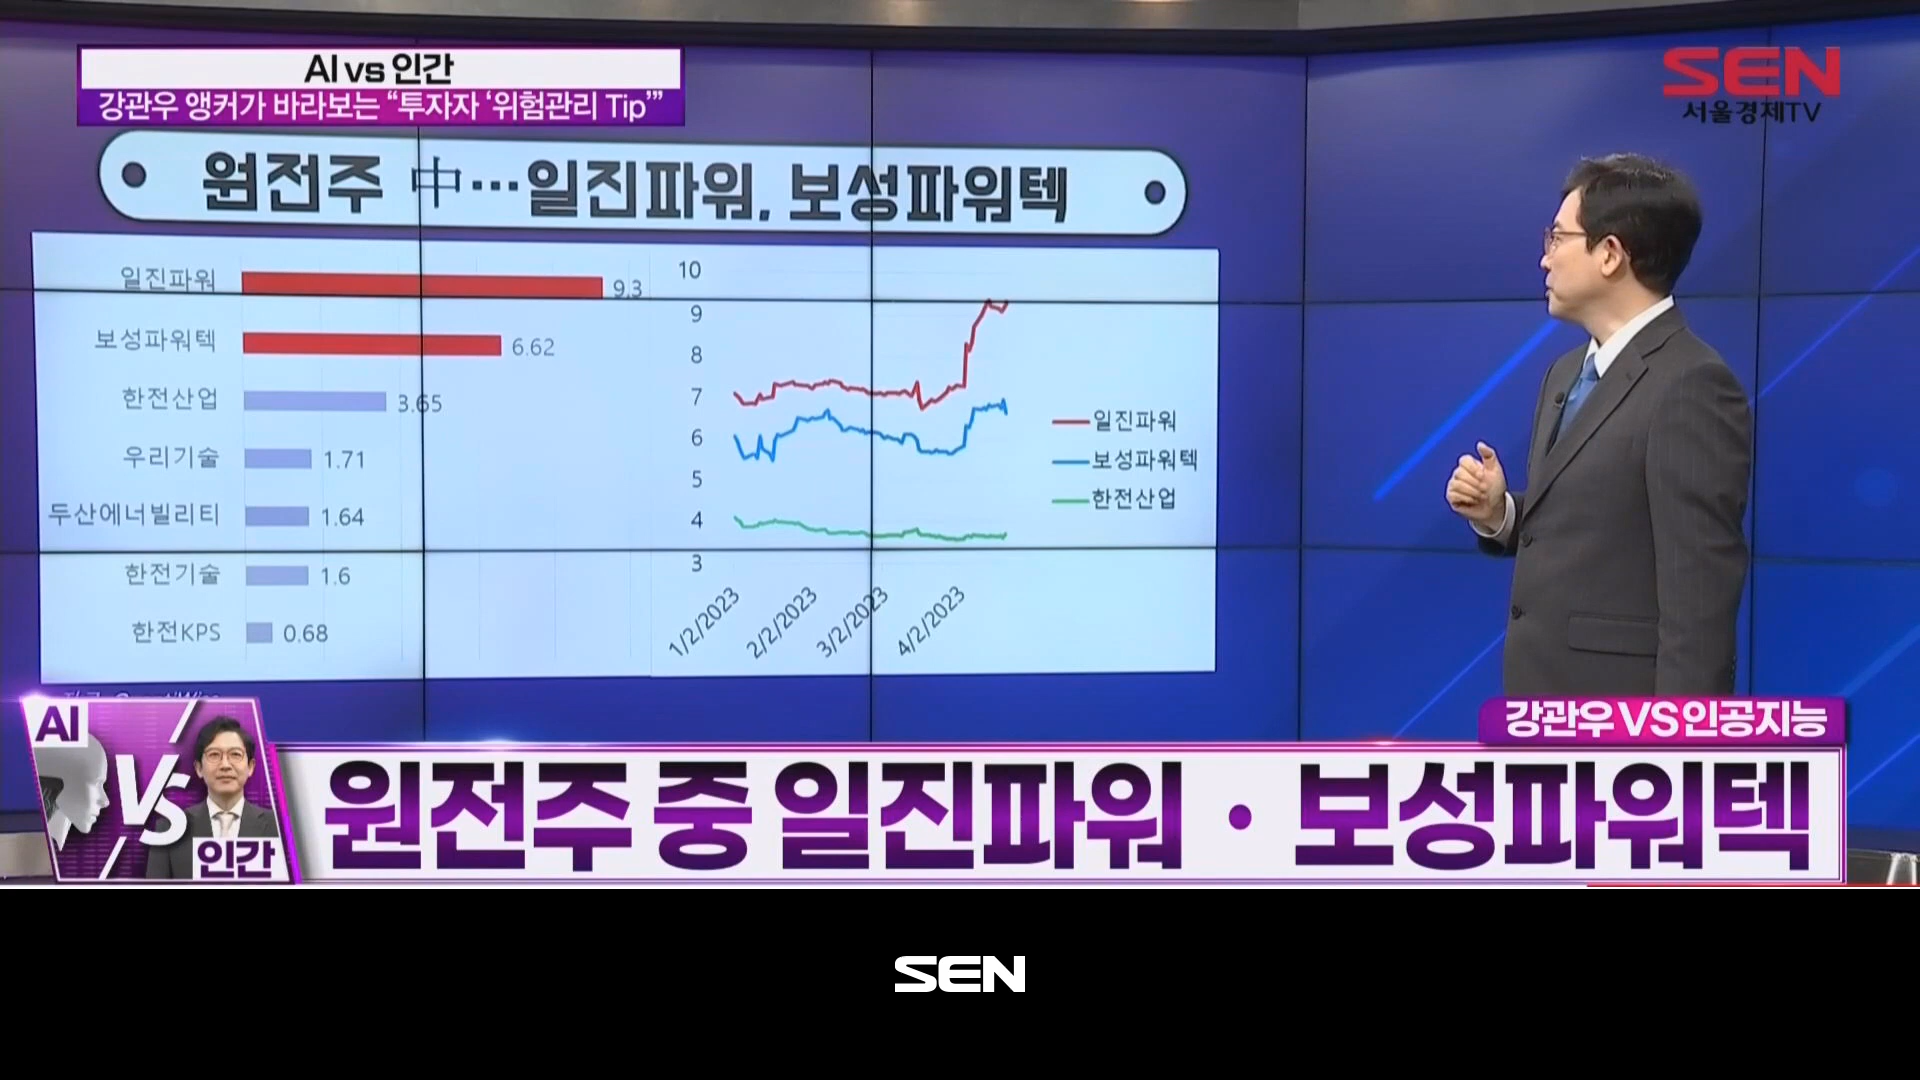 AI vs 인간
강관우 앵커가 바라보는 “투자자 ‘위험관리 Tip’”
SEN
서울경제TV
원전주 中…일진파워, 보성파워텍
일진파워 9.3
보성파워텍 6.62
한전산업 3.65
우리기술 1.71
두산에너빌리티 1.64
한전기술 1.6
한전KPS 0.68
10
9
8
7
6
5
4
3
1/2/2023
2/2/2023
3/2/2023
4/2/2023
일진파워
보성파워텍
한전산업
강관우 VS 인공지능
AI
VS
인간
원전주 중 일진파워 · 보성파워텍
SEN